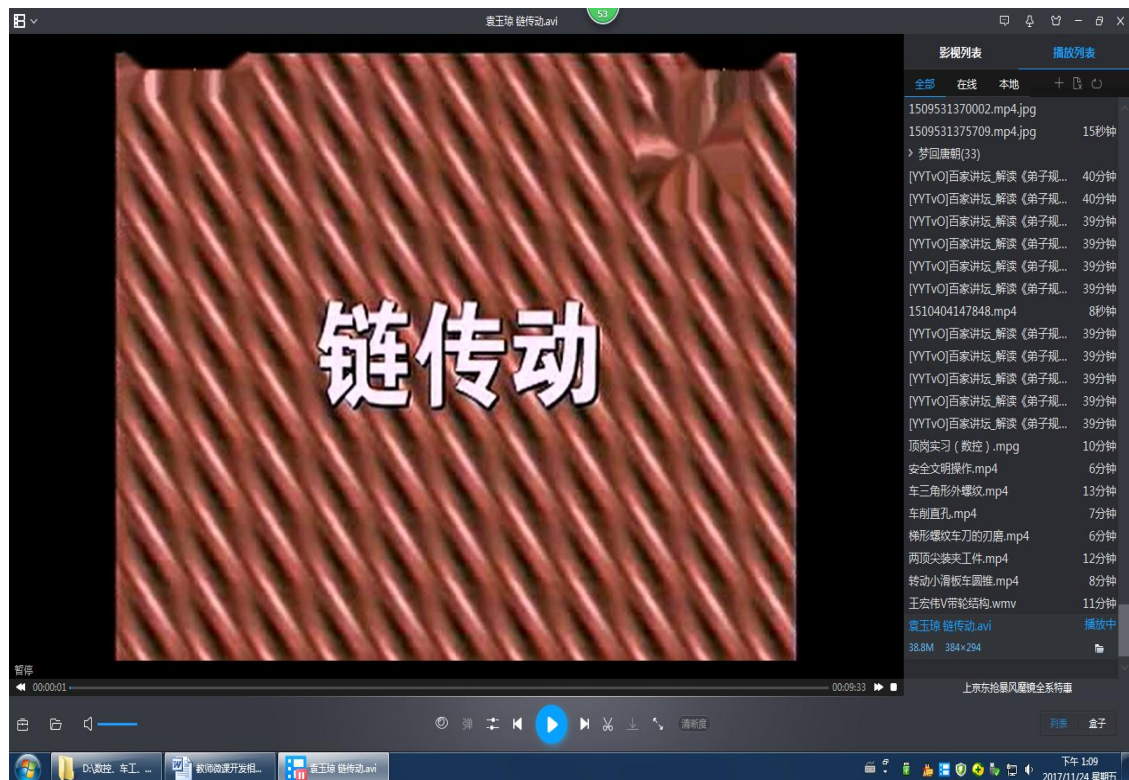 袁玉琼 链传动.avi
53
影视列表 播放列表
全部 在线 本地
1509531370002.mp4.jpg
1509531375709.mp4.jpg 15秒钟
> 梦回唐朝(33)
[YYTvO]百家讲坛_解读《弟子规... 40分钟
[YYTvO]百家讲坛_解读《弟子规... 40分钟
[YYTvO]百家讲坛_解读《弟子规... 39分钟
[YYTvO]百家讲坛_解读《弟子规... 39分钟
[YYTvO]百家讲坛_解读《弟子规... 39分钟
[YYTvO]百家讲坛_解读《弟子规... 39分钟
1510404147848.mp4 8秒钟
[YYTvO]百家讲坛_解读《弟子规... 39分钟
[YYTvO]百家讲坛_解读《弟子规... 39分钟
[YYTvO]百家讲坛_解读《弟子规... 39分钟
[YYTvO]百家讲坛_解读《弟子规... 39分钟
[YYTvO]百家讲坛_解读《弟子规... 39分钟
顶岗实习（数控）.mpg 10分钟
安全文明操作.mp4 6分钟
车三角形外螺纹.mp4 13分钟
车削直孔.mp4 7分钟
梯形螺纹车刀的刃磨.mp4 6分钟
两顶尖装夹工件.mp4 12分钟
转动小滑板车圆锥.mp4 8分钟
王宏伟V带轮结构.wmv 11分钟
袁玉琼 链传动.avi 播放中
38.8M 384×294
链传动
暂停
00:00:01 00:09:33
上京东抢暴风魔镜全系特惠
弹 清晰度 列表 盒子
D:\数控、车工、... 教师微课开发相... 袁玉琼 链传动.avi
下午 1:09
2017/11/24 星期五